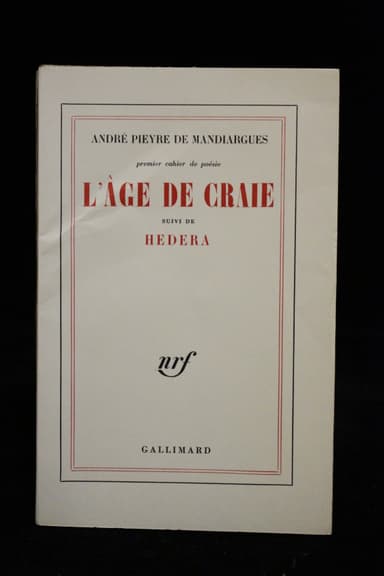 ANDRÉ PIEYRE DE MANDIARGUES
premier cahier de poésie
L'ÂGE DE CRAIE
SUIVI DE
HEDERA
nrf
GALLIMARD